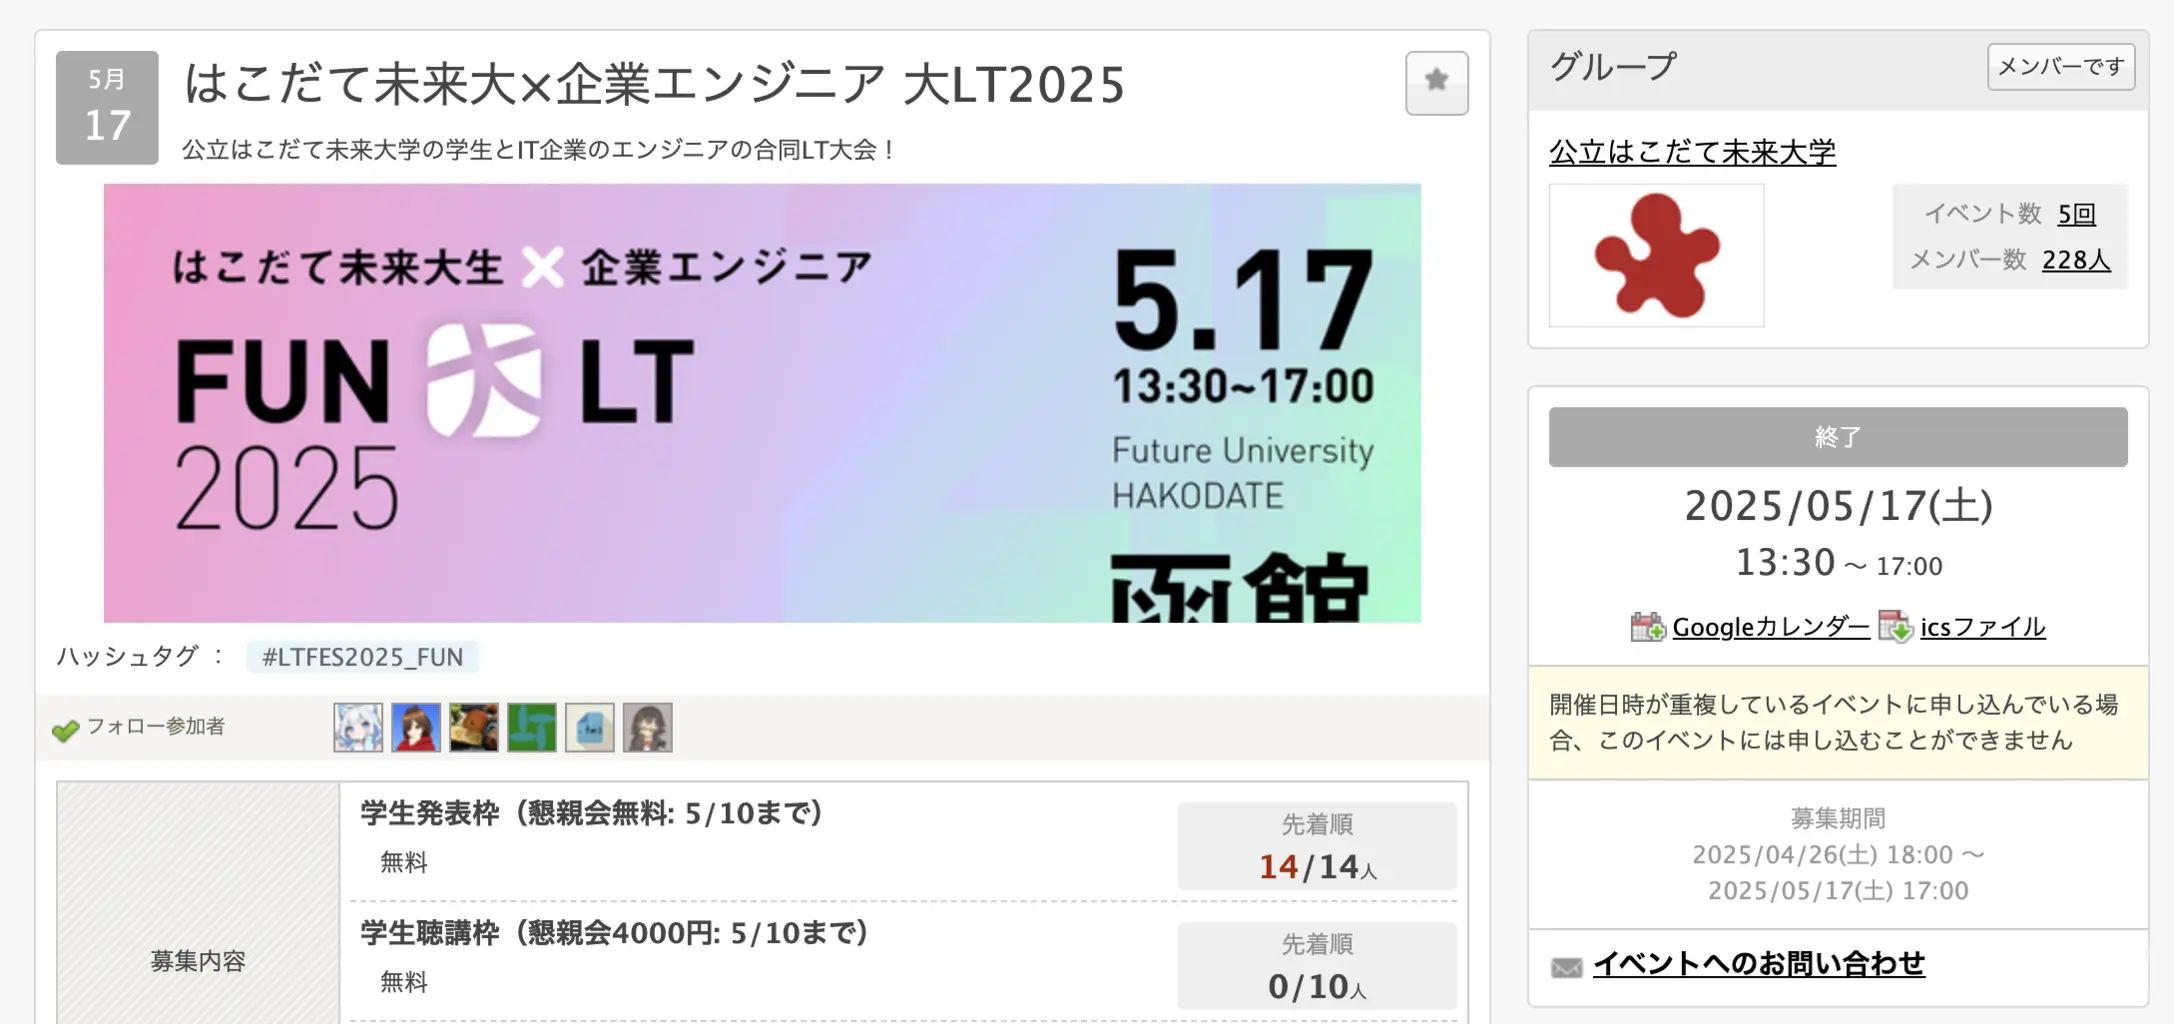 5月
17
はこだて未来大×企業エンジニア 大LT2025
公立はこだて未来大学の学生とIT企業のエンジニアの合同LT大会！
はこだて未来大生 × 企業エンジニア
FUN 大 LT
2025
5.17
13:30~17:00
Future University
HAKODATE
函館
ハッシュタグ ： #LTFES2025_FUN
フォロー参加者
募集内容
学生発表枠（懇親会無料: 5/10まで）
無料
先着順
14/14人
学生聴講枠（懇親会4000円: 5/10まで）
無料
先着順
0/10人
グループ
メンバーです
公立はこだて未来大学
イベント数 5回
メンバー数 228人
終了
2025/05/17(土)
13:30 〜 17:00
Googleカレンダー icsファイル
開催日時が重複しているイベントに申し込んでいる場
合、このイベントには申し込むことができません
募集期間
2025/04/26(土) 18:00 〜
2025/05/17(土) 17:00
イベントへのお問い合わせ